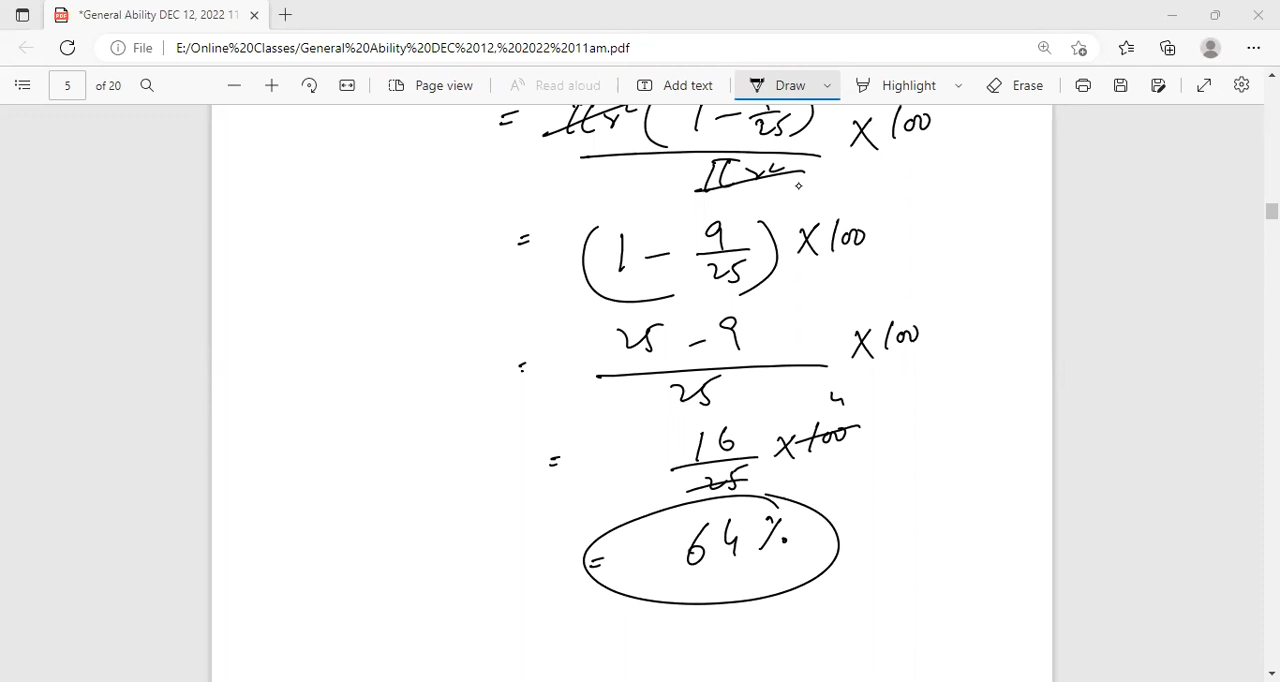 *General Ability DEC 12, 2022 11
File E:/Online%20Classes/General%20Ability%20DEC%2012,%202022%2011am.pdf
5 of 20 Page view Read aloud Add text Draw Highlight Erase
= πr² ( 1 - /25) × 100
πr²
= (1 - 9/25) × 100
= 25 - 9 / 25 × 100
4
= 16/25 × 100
= 64 %